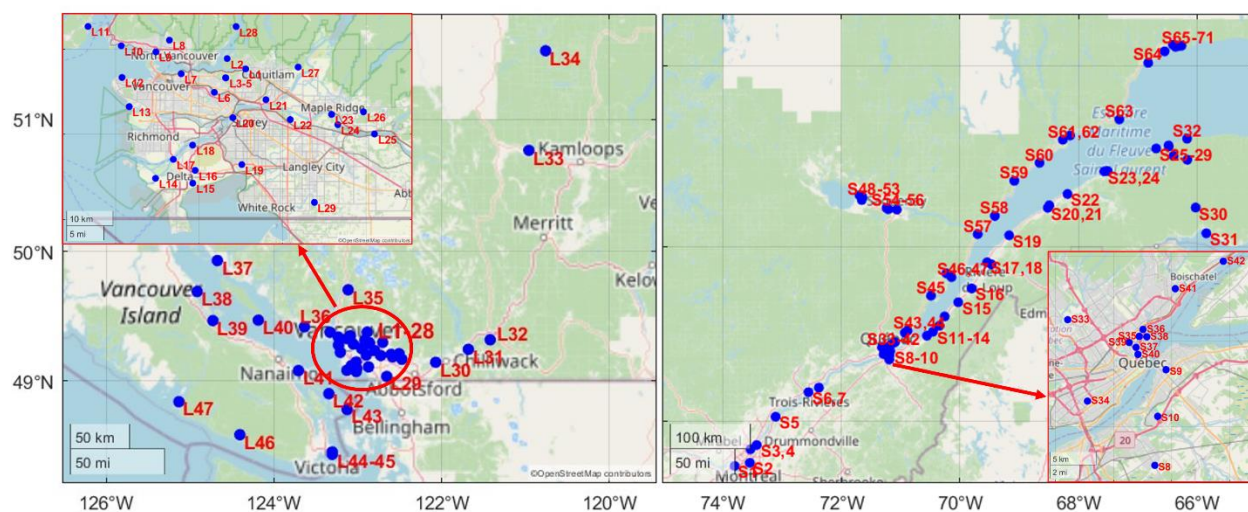 L11
L28
L8
L10
L9
North Vancouver
L2
L1
Coquitlam
L27
L12
L7
L3-5
Vancouver
L6
L21
Maple Ridge
L26
L13
L23
L20
L22
L24
L25
Richmond
L18
L17
L19
Langley City
Delta
L16
L14
L15
White Rock
L29
10 km
5 mi
©OpenStreetMap contributors
L34
L33
Kamloops
Merritt
L37
Vancouver
Island
L38
L35
L39
L40
L36
L1-28
L32
L31
Nanaimo
L30
L41
L29
Abbotsford
L42
L47
L43
Bellingham
L46
L44-45
Victoria
50 km
50 mi
©OpenStreetMap contributors
51°N
50°N
49°N
126°W
124°W
122°W
120°W
S65-71
S64
S63
S61,62
S32
S60
S25-29
S59
S23,24
S48-53
S54-56
S22
S58
S20,21
S30
S57
S19
S31
S46,47
S17,18
S45
S16
S15
S43,44
S11-14
S33-42
S8-10
S6,7
Trois-Rivières
S5
Drummondville
S3,4
S2
Montréal
Sherbrooke
100 km
50 mi
S42
Boischatel
S41
S33
S36
S35
S38
S39
S37
S40
Québec
S9
S34
S10
20
S8
5 km
2 mi
74°W
72°W
70°W
68°W
66°W